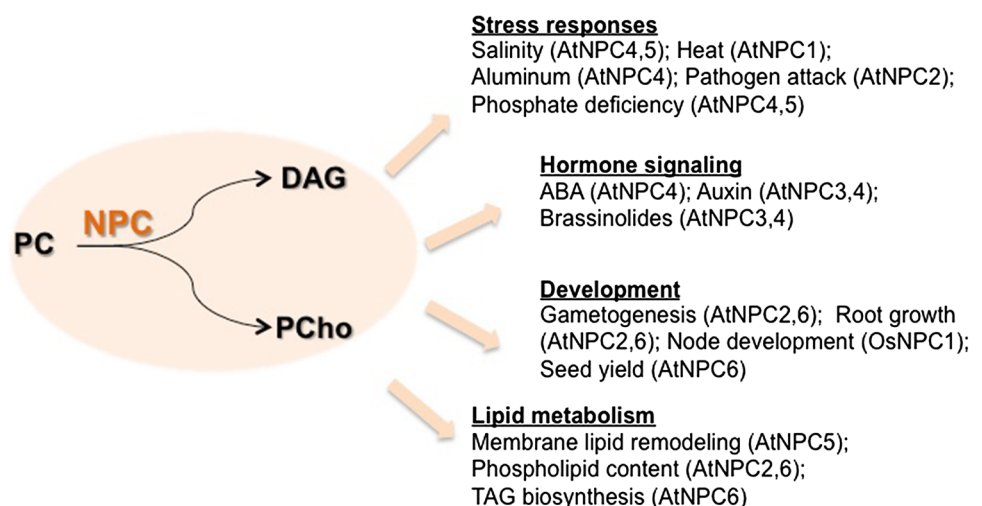 Stress responses
Salinity (AtNPC4,5); Heat (AtNPC1);
Aluminum (AtNPC4); Pathogen attack (AtNPC2);
Phosphate deficiency (AtNPC4,5)
DAG
NPC
PC
PCho
Hormone signaling
ABA (AtNPC4); Auxin (AtNPC3,4);
Brassinolides (AtNPC3,4)
Development
Gametogenesis (AtNPC2,6); Root growth
(AtNPC2,6); Node development (OsNPC1);
Seed yield (AtNPC6)
Lipid metabolism
Membrane lipid remodeling (AtNPC5);
Phospholipid content (AtNPC2,6);
TAG biosynthesis (AtNPC6)